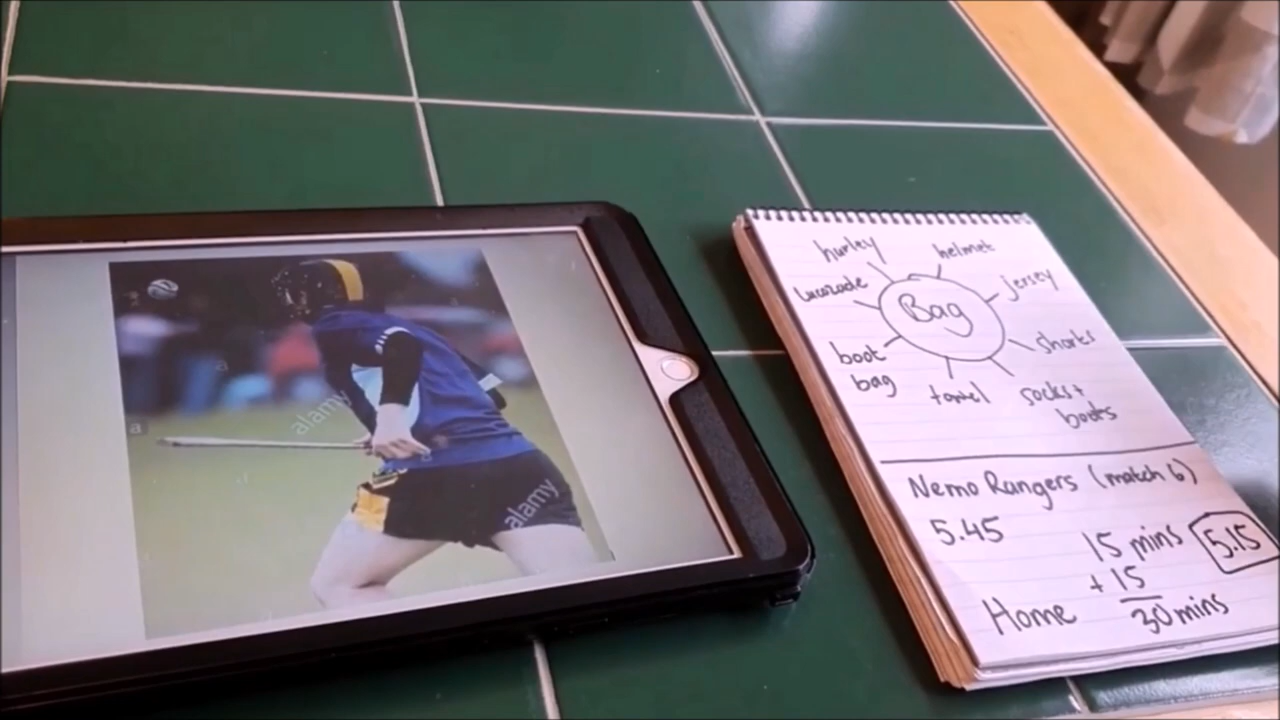 hurley
helmet
lucozade
jersey
Bag
boot
bag
shorts
towel
socks+
boots
Nemo Rangers (match 6)
5.45
15 mins
5.15
+ 15
Home
30 mins
alamy
alamy
a
a